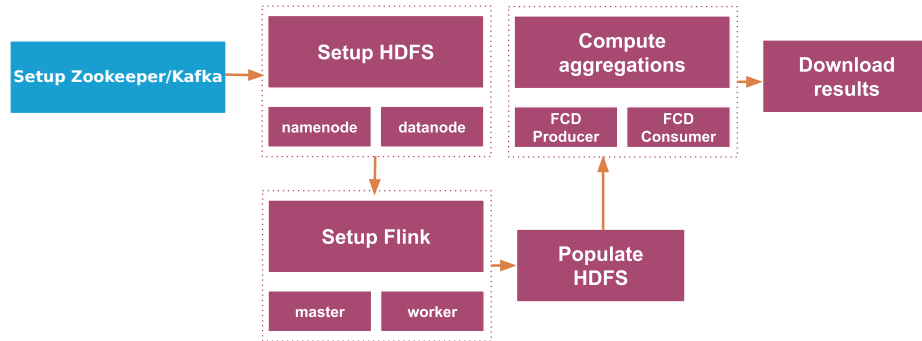 Setup Zookeeper/Kafka
Setup HDFS
namenode
datanode
Setup Flink
master
worker
Populate
HDFS
Compute
aggregations
FCD
Producer
FCD
Consumer
Download
results